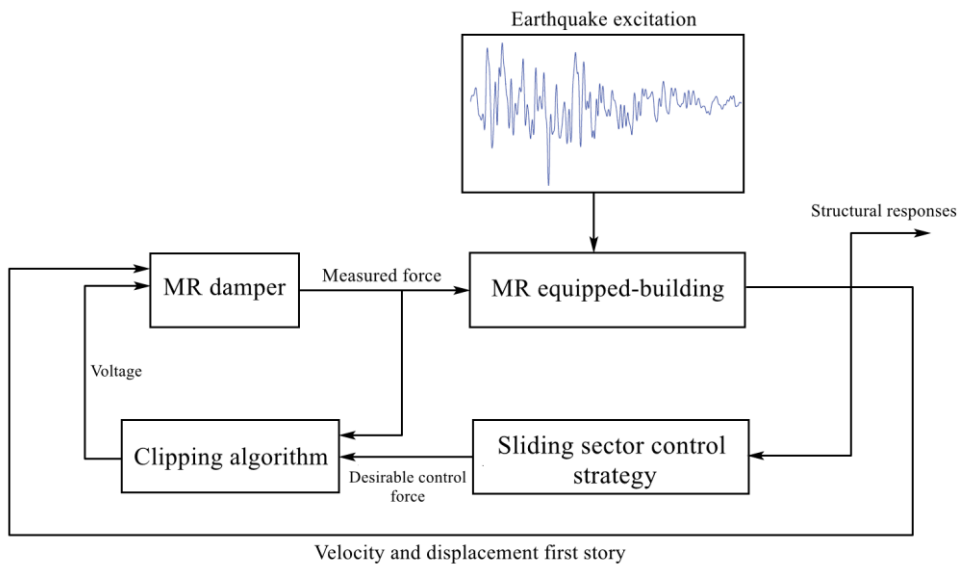 Earthquake excitation
Structural responses
MR damper
Measured force
MR equipped-building
Voltage
Clipping algorithm
Desirable control
force
Sliding sector control
strategy
Velocity and displacement first story